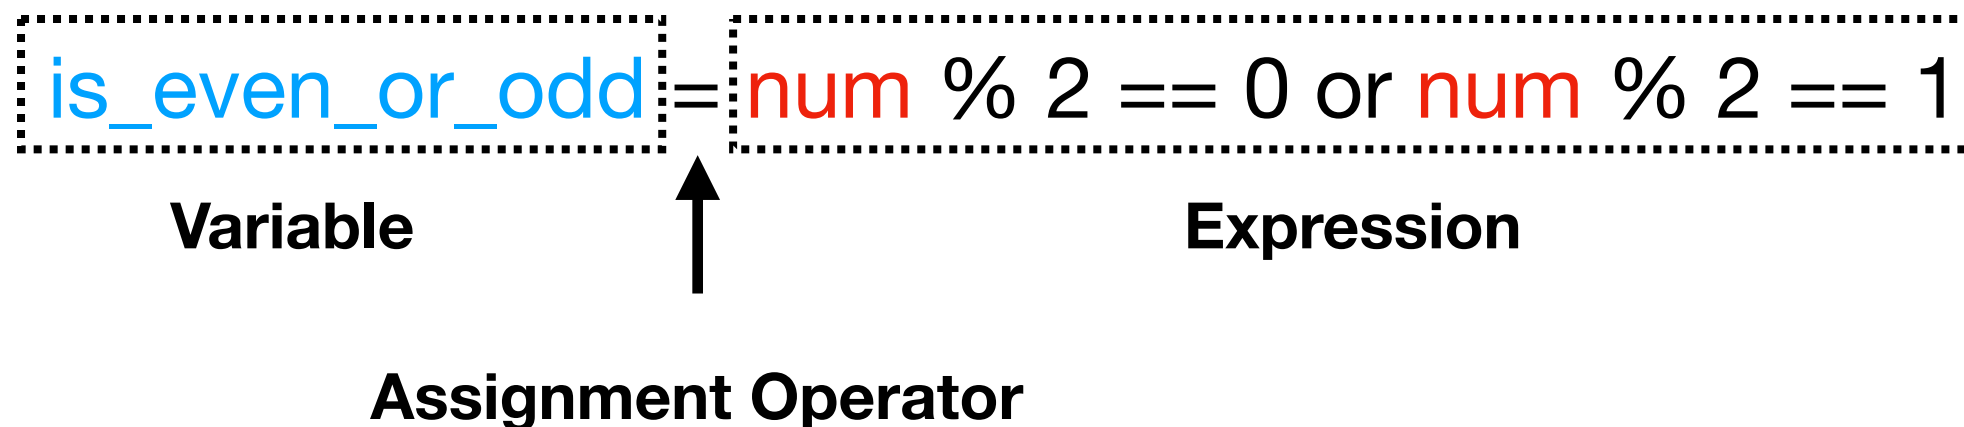 is_even_or_odd = num % 2 == 0 or num % 2 == 1
Variable
Expression
Assignment Operator